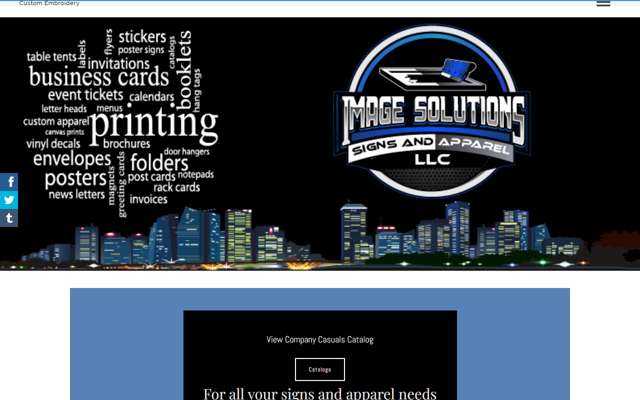 Custom Embroidery
stickers
flyers
poster signs
catalogs
booklets
table tents
labels
invitations
business cards
hang tags
event tickets
calendars
letter heads
menus
custom apparel
printing
canvas prints
vinyl decals
brochures
door hangers
envelopes
folders
posters
magnets
greeting cards
post cards
notepads
rack cards
news letters
invoices
IMAGE SOLUTIONS
SIGNS AND APPAREL
LLC
View Company Casuals Catalog
Catalogs
For all your signs and apparel needs